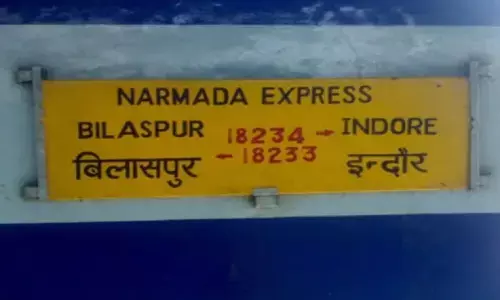 NARMADA EXPRESS
BILASPUR 18234 → INDORE
बिलासपुर ← 18233 इन्दौर